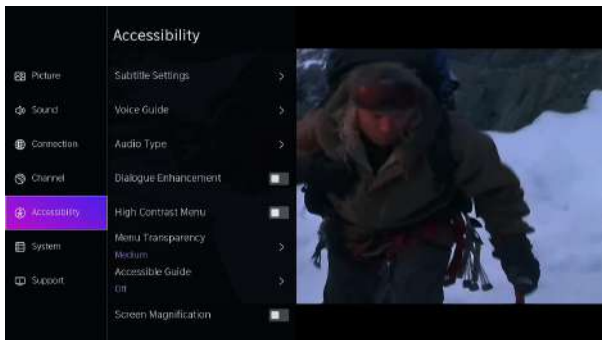 Accessibility
Picture
Sound
Connection
Channel
Accessibility
System
Support
Subtitle Settings
Voice Guide
Audio Type
Dialogue Enhancement
High Contrast Menu
Menu Transparency
Medium
Accessible Guide
Off
Screen Magnification